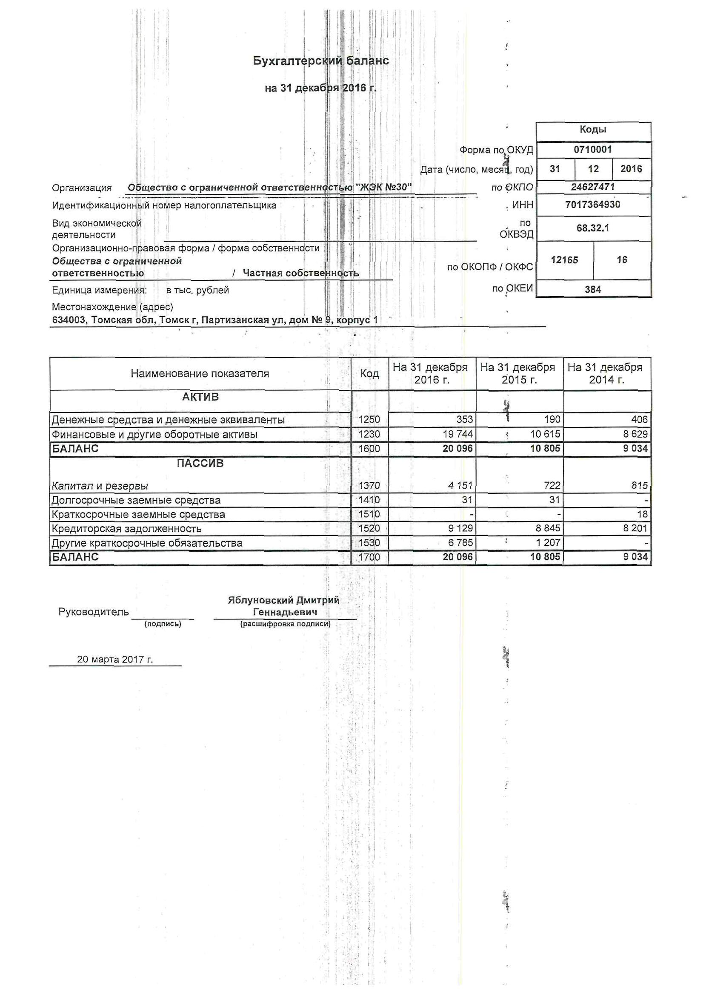 Бухгалтерский баланс
на 31 декабря 2016 г.
Коды
Форма по ОКУД 0710001
Дата (число, месяц, год) 31 12 2016
Организация Общество с ограниченной ответственностью "ЖЭК №30" по ОКПО 24627471
Идентификационный номер налогоплательщика ИНН 7017364930
Вид экономической по
деятельности ОКВЭД 68.32.1
Организационно-правовая форма / форма собственности
Общества с ограниченной
ответственностью / Частная собственность по ОКОПФ / ОКФС 12165 16
Единица измерения: в тыс. рублей по ОКЕИ 384
Местонахождение (адрес)
634003, Томская обл, Томск г, Партизанская ул, дом № 9, корпус 1
Наименование показателя Код На 31 декабря 2016 г. На 31 декабря 2015 г. На 31 декабря 2014 г.
АКТИВ
Денежные средства и денежные эквиваленты 1250 353 190 406
Финансовые и другие оборотные активы 1230 19 744 10 615 8 629
БАЛАНС 1600 20 096 10 805 9 034
ПАССИВ
Капитал и резервы 1370 4 151 722 815
Долгосрочные заемные средства 1410 31 31 -
Краткосрочные заемные средства 1510 - - 18
Кредиторская задолженность 1520 9 129 8 845 8 201
Другие краткосрочные обязательства 1530 6 785 1 207 -
БАЛАНС 1700 20 096 10 805 9 034
Яблуновский Дмитрий
Руководитель Геннадьевич
(подпись) (расшифровка подписи)
20 марта 2017 г.